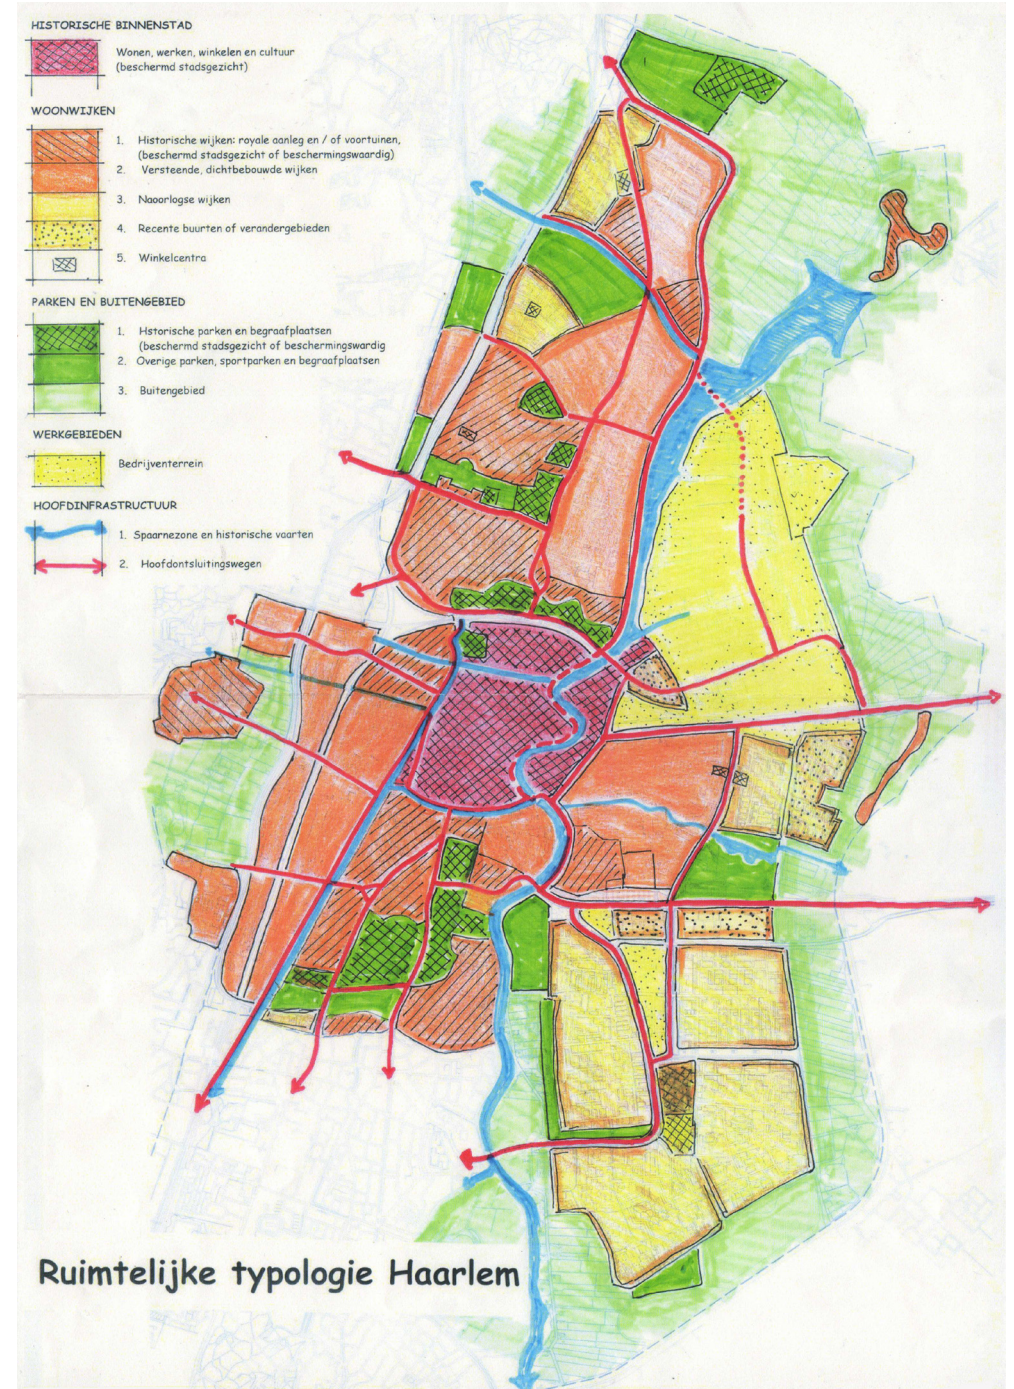 HISTORISCHE BINNENSTAD
Wonen, werken, winkelen en cultuur
(beschermd stadsgezicht)
WOONWIJKEN
1. Historische wijken: royale aanleg en / of voortuinen,
(beschermd stadsgezicht of beschermingswaardig)
2. Versteende, dichtbebouwde wijken
3. Naoorlogse wijken
4. Recente buurten of verandergebieden
5. Winkelcentra
PARKEN EN BUITENGEBIED
1. Hstorische parken en begraafplaatsen
(beschermd stadsgezicht of beschermingswardig
2. Overige parken, sportparken en begraafplaatsen
3. Buitengebied
WERKGEBIEDEN
Bedrijventerrein
HOOFDINFRASTRUCTUUR
1. Spaarnezone en historische vaarten
2. Hoofdontsluitingswegen
Ruimtelijke typologie Haarlem